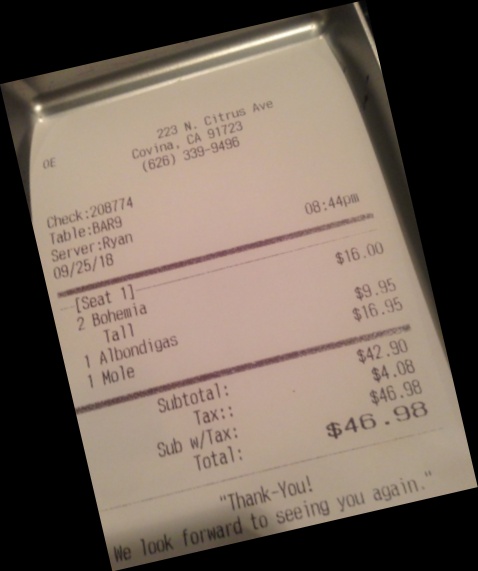 223 N. Citrus Ave
Covina, CA 91723
(626) 339-9496
OE
Check:208774
Table:BAR9
Server:Ryan
09/25/18 08:44pm
[Seat 1]
2 Bohemia $16.00
Tall
1 Albondigas $9.95
1 Mole $16.95
Subtotal: $42.90
Tax:: $4.08
Sub w/Tax: $46.98
Total: $46.98
"Thank-You!
We look forward to seeing you again."